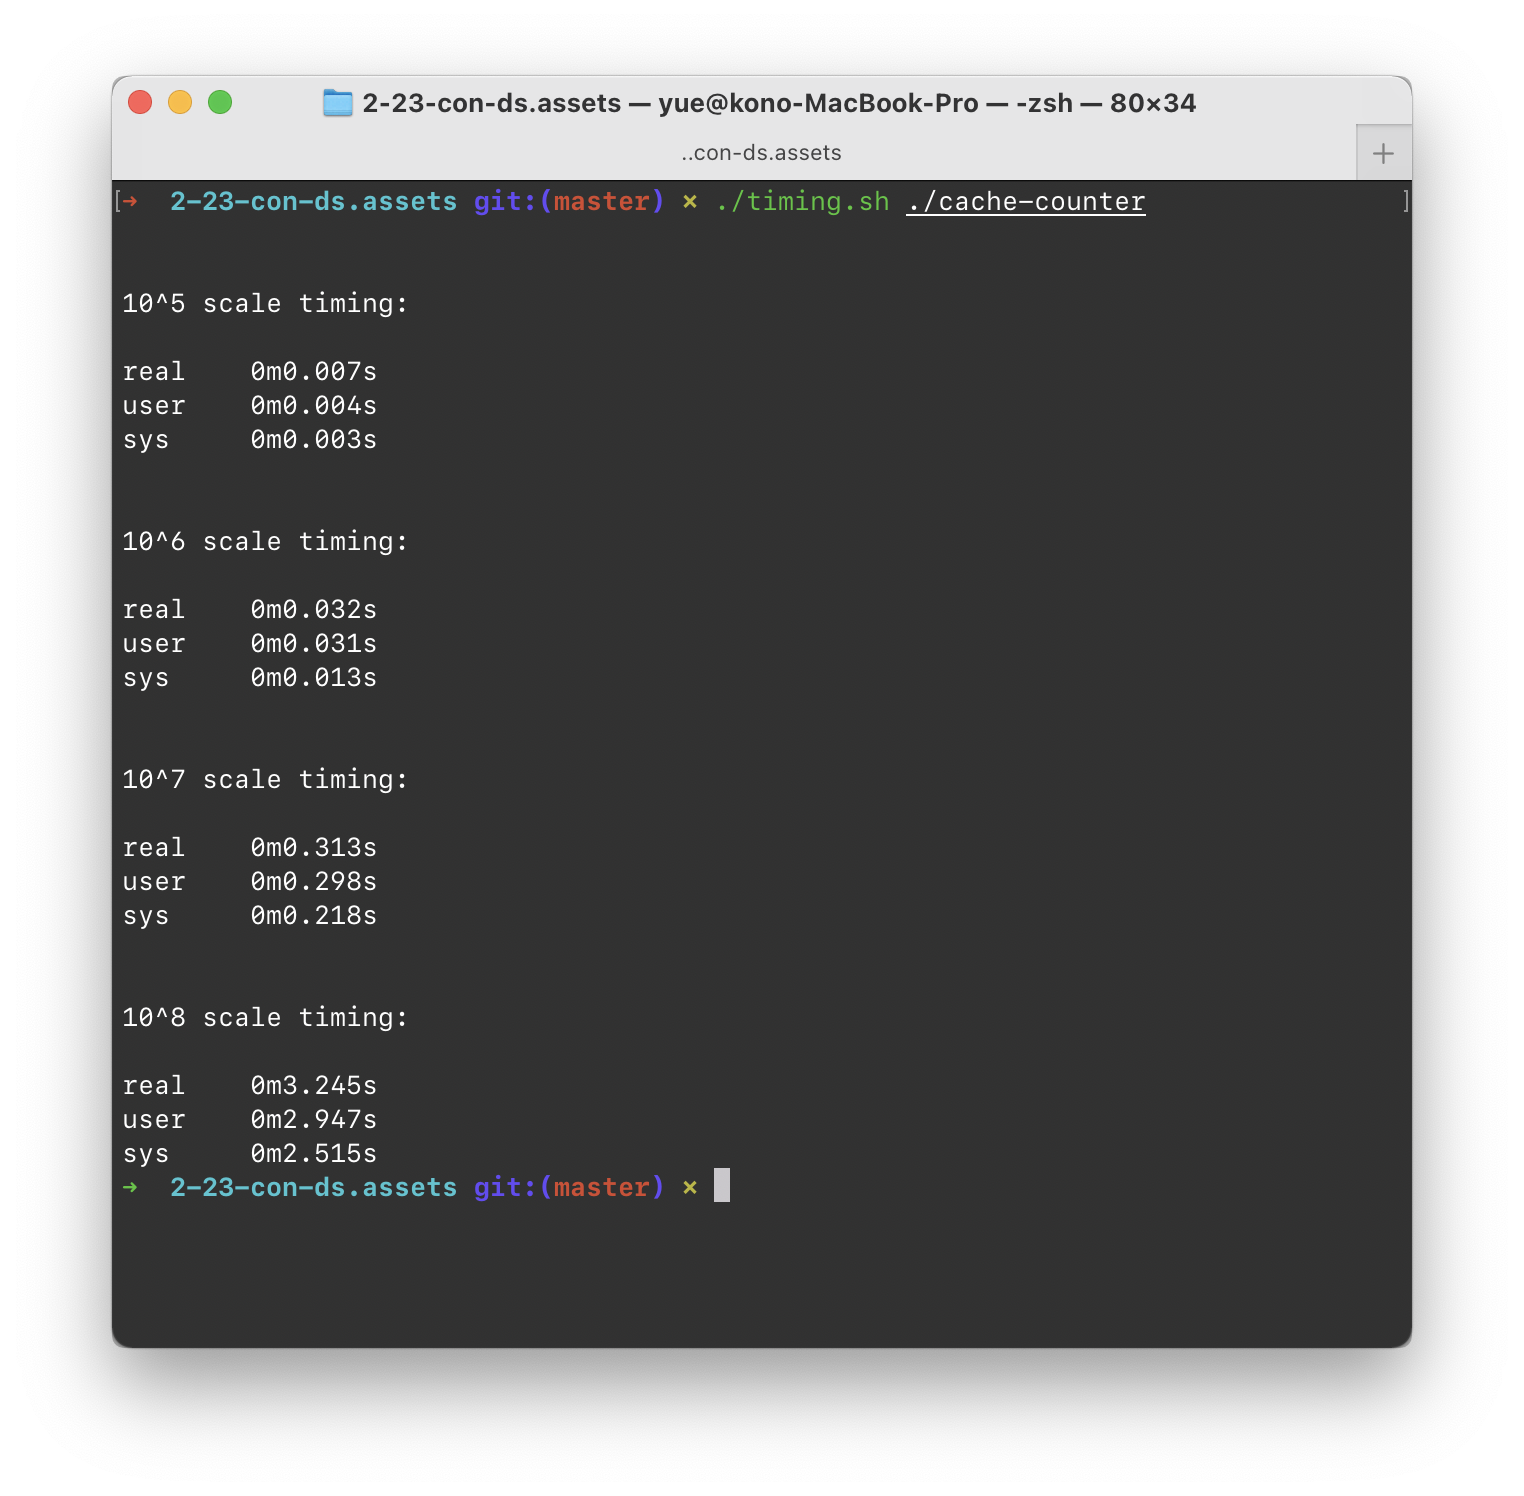 2-23-con-ds.assets — yue@kono-MacBook-Pro — -zsh — 80×34
..con-ds.assets
[➜  2-23-con-ds.assets git:(master) × ./timing.sh ./cache-counter ]
10^5 scale timing:
real    0m0.007s
user    0m0.004s
sys     0m0.003s
10^6 scale timing:
real    0m0.032s
user    0m0.031s
sys     0m0.013s
10^7 scale timing:
real    0m0.313s
user    0m0.298s
sys     0m0.218s
10^8 scale timing:
real    0m3.245s
user    0m2.947s
sys     0m2.515s
➜  2-23-con-ds.assets git:(master) ×